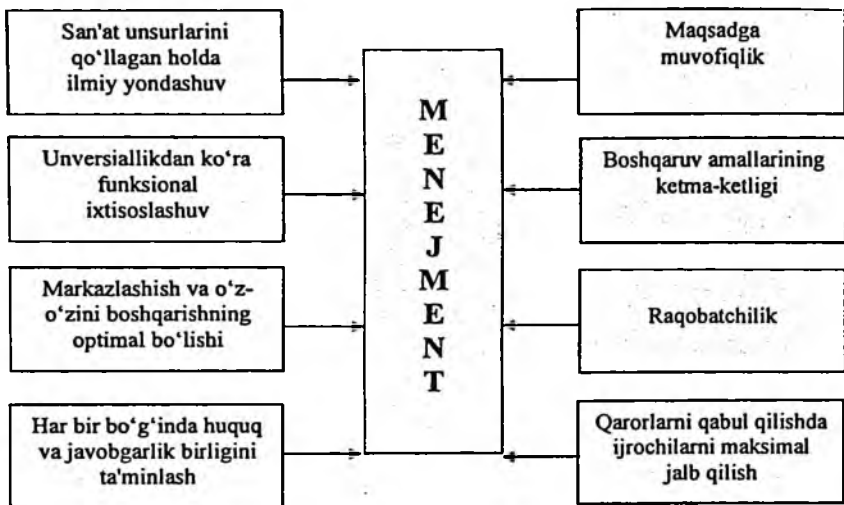 San'at unsurlarini
qo‘llagan holda
ilmiy yondashuv
Unversiallikdan ko‘ra
funksional
ixtisoslashuv
Markazlashish va o‘z-
o‘zini boshqarishning
optimal bo‘lishi
Har bir bo‘g‘inda huquq
va javobgarlik birligini
ta'minlash
M
E
N
E
J
M
E
N
T
Maqsadga
muvofiqlik
Boshqaruv amallarining
ketma-ketligi
Raqobatchilik
Qarorlarni qabul qilishda
ijrochilarni maksimal
jalb qilish